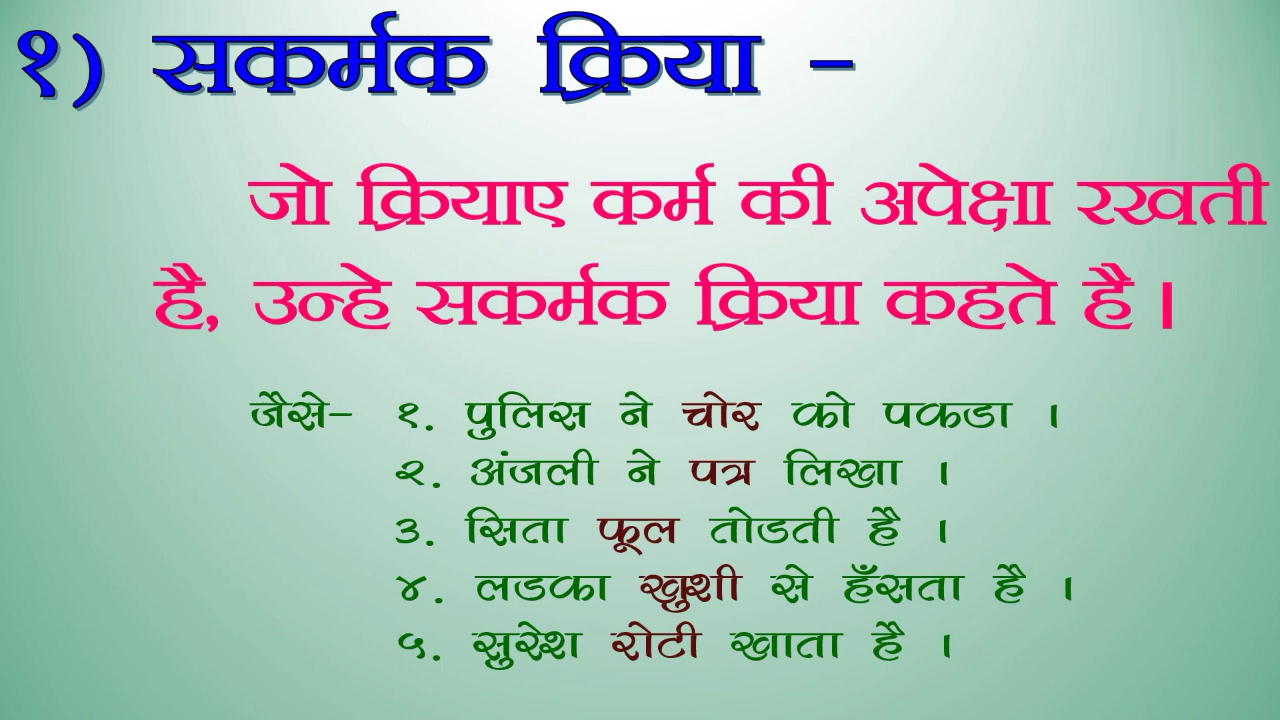 १) सकर्मक क्रिया -
जो क्रियाए कर्म की अपेक्षा रखती
है, उन्हे सकर्मक क्रिया कहते है।
जैसे- १. पुलिस ने चोर को पकडा ।
२. अंजली ने पत्र लिखा ।
३. सिता फूल तोडती है ।
४. लडका खुशी से हँसता है ।
५. सुरेश रोटी खाता है ।